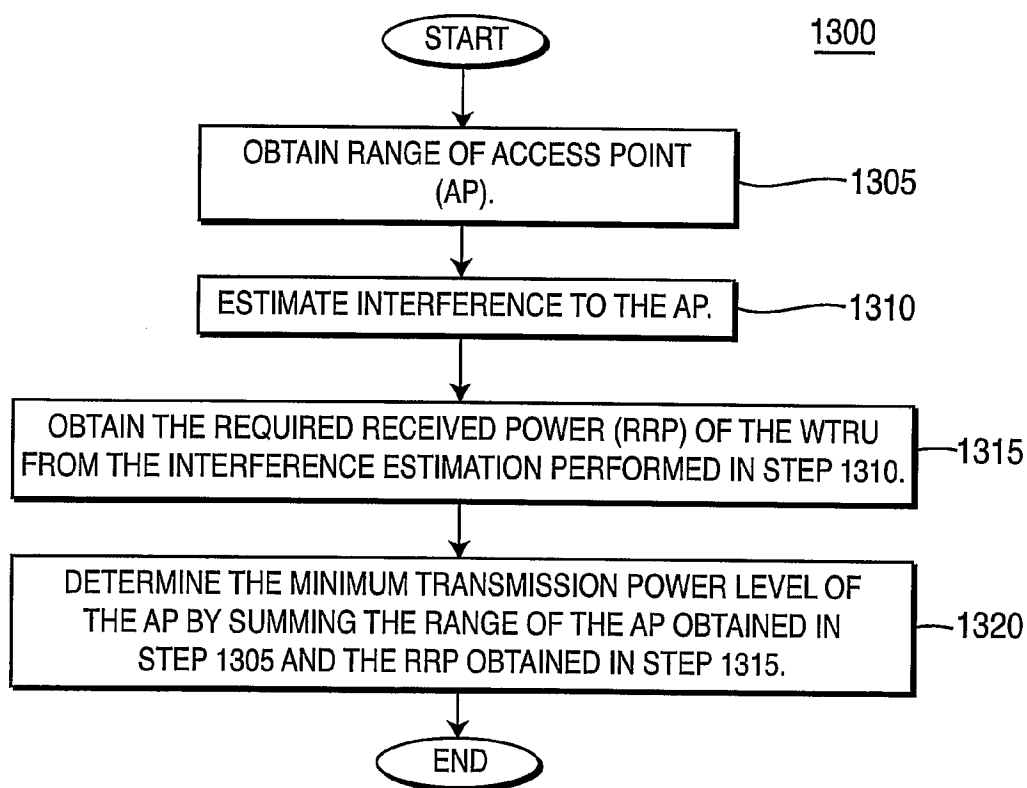 START
1300
OBTAIN RANGE OF ACCESS POINT
(AP).
1305
ESTIMATE INTERFERENCE TO THE AP.
1310
OBTAIN THE REQUIRED RECEIVED POWER (RRP) OF THE WTRU
FROM THE INTERFERENCE ESTIMATION PERFORMED IN STEP 1310.
1315
DETERMINE THE MINIMUM TRANSMISSION POWER LEVEL OF
THE AP BY SUMMING THE RANGE OF THE AP OBTAINED IN
STEP 1305 AND THE RRP OBTAINED IN STEP 1315.
1320
END